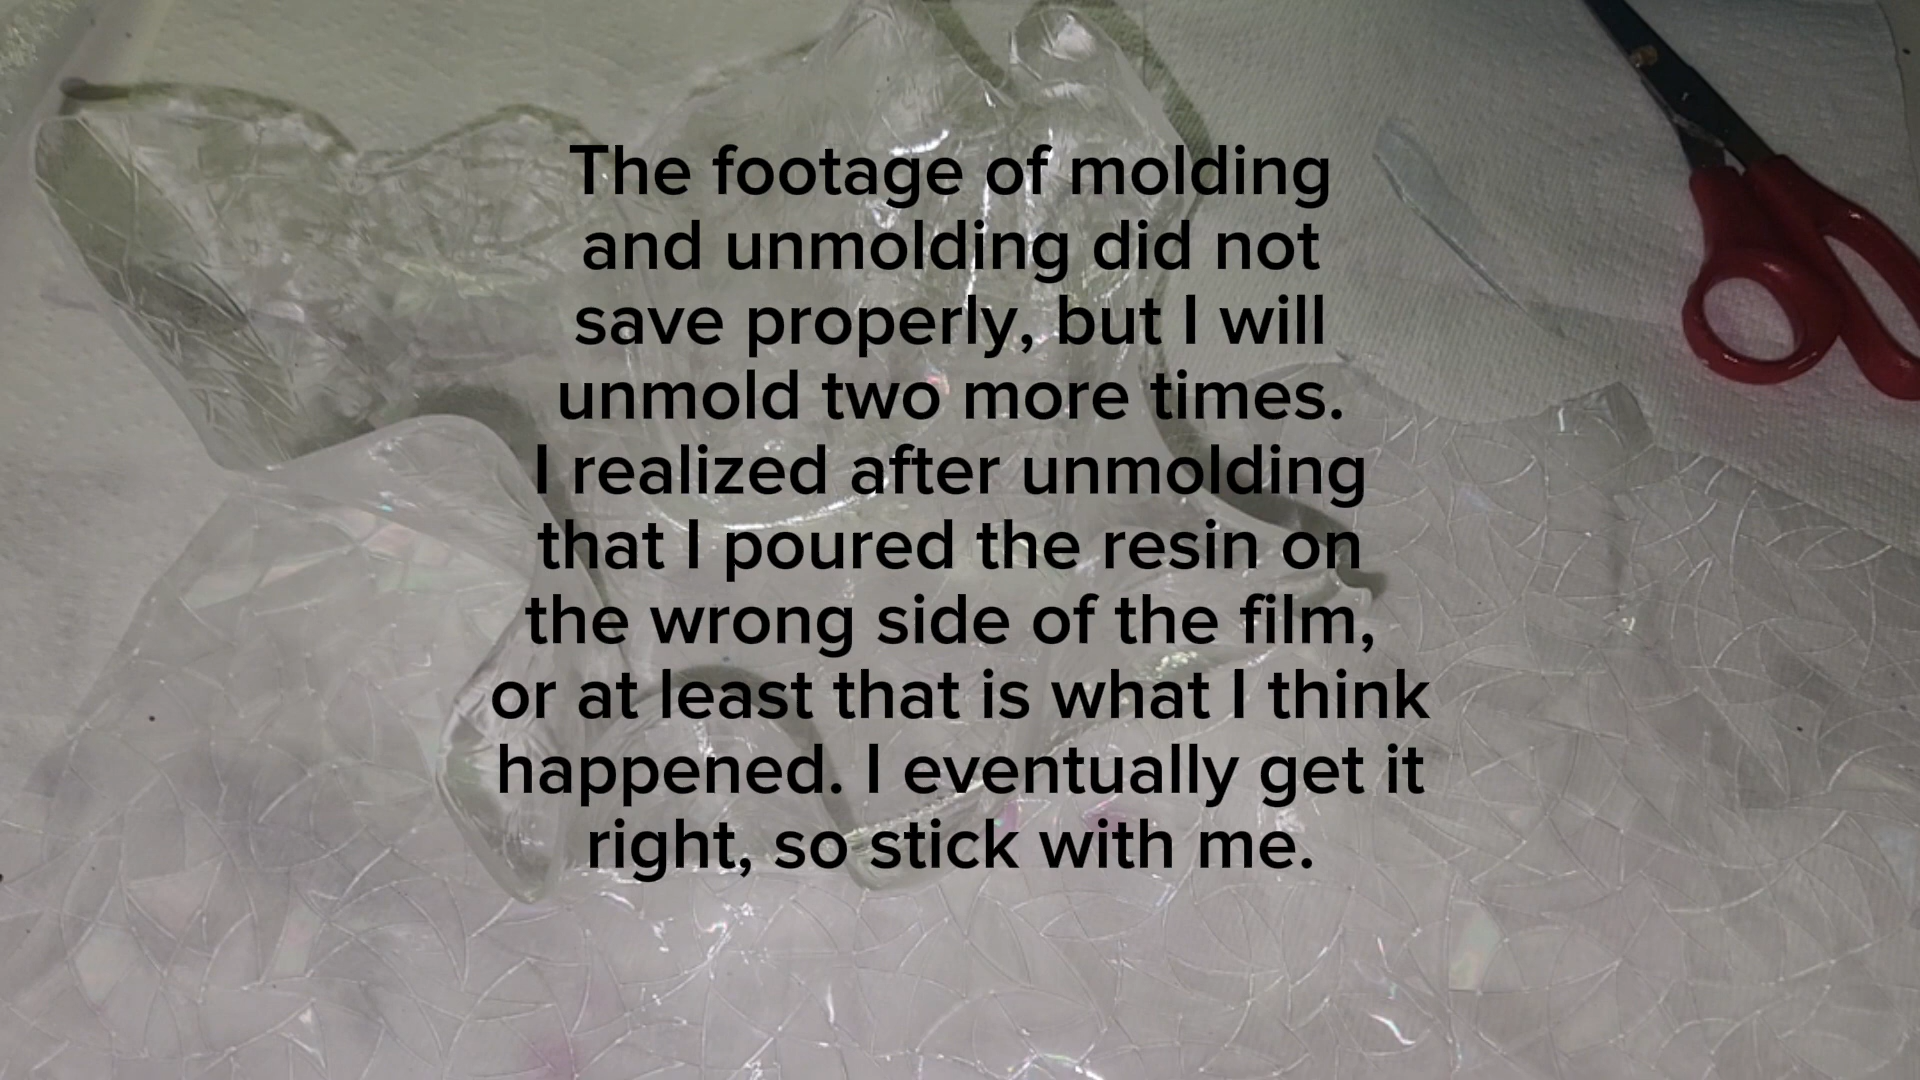 The footage of molding
and unmolding did not
save properly, but I will
unmold two more times.
I realized after unmolding
that I poured the resin on
the wrong side of the film,
or at least that is what I think
happened. I eventually get it
right, so stick with me.